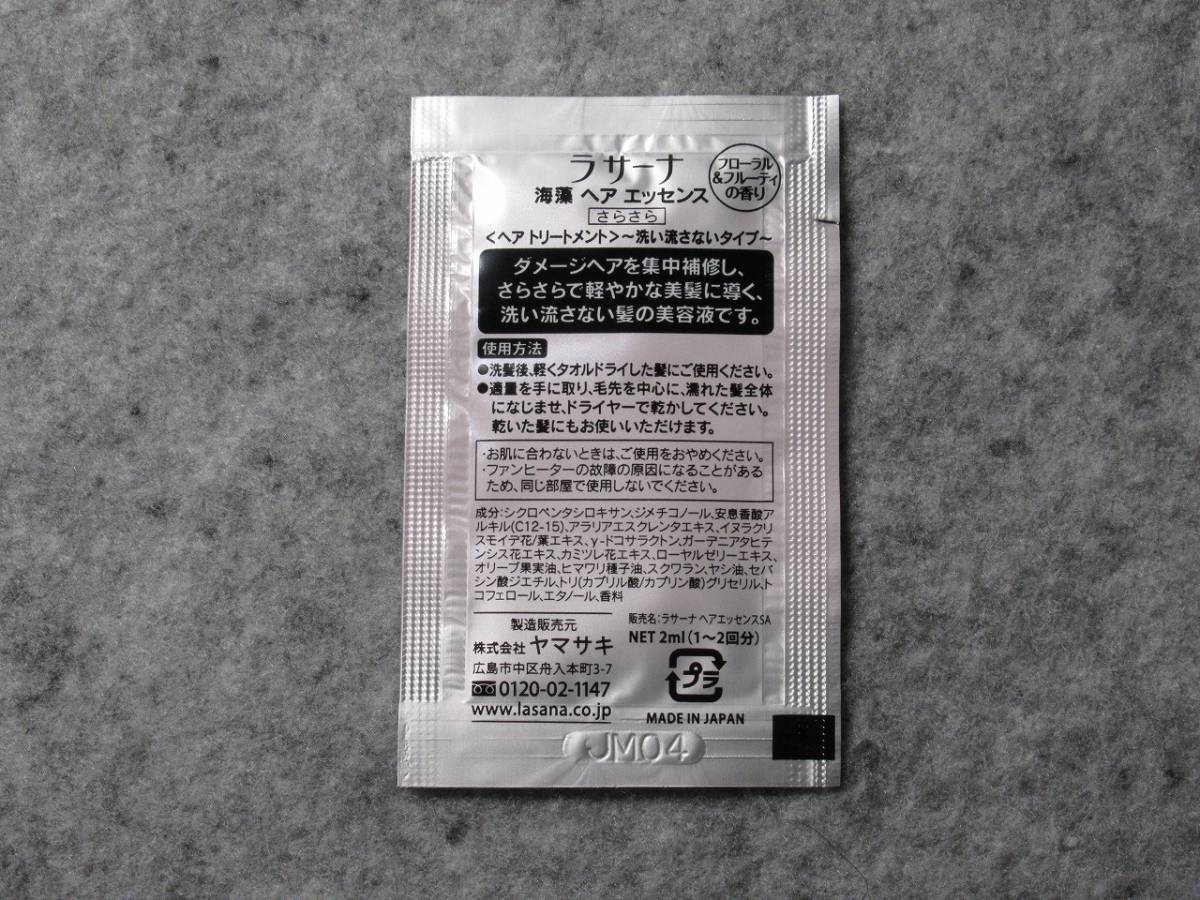 ラサーナ
海藻 ヘア エッセンス
さらさら
フローラル
&フルーティ
の香り
<ヘア トリートメント>~洗い流さないタイプ~
ダメージヘアを集中補修し、
さらさらで軽やかな美髪に導く、
洗い流さない髪の美容液です。
使用方法
●洗髪後、軽くタオルドライした髪にご使用ください。
●適量を手に取り、毛先を中心に、濡れた髪全体
になじませ、ドライヤーで乾かしてください。
乾いた髪にもお使いいただけます。
・お肌に合わないときは、ご使用をおやめください。
・ファンヒーターの故障の原因になることがある
ため、同じ部屋で使用しないでください。
成分:シクロペンタシロキサン、ジメチコノール、安息香酸ア
ルキル(C12-15)、アラリアエスクレンタエキス、イヌラクリ
スモイデ花/葉エキス、γ-ドコサラクトン、ガーデニアタヒテ
ンシス花エキス、カミツレ花エキス、ローヤルゼリーエキス、
オリーブ果実油、ヒマワリ種子油、スクワラン、ヤシ油、セバ
シン酸ジエチル、トリ(カプリル酸/カプリン酸)グリセリル、ト
コフェロール、エタノール、香料
製造販売元
株式会社 ヤマサキ
広島市中区舟入本町3-7
0120-02-1147
www.lasana.co.jp
販売名:ラサーナ ヘアエッセンスSA
NET 2ml(1~2回分)
プラ
MADE IN JAPAN
JM04